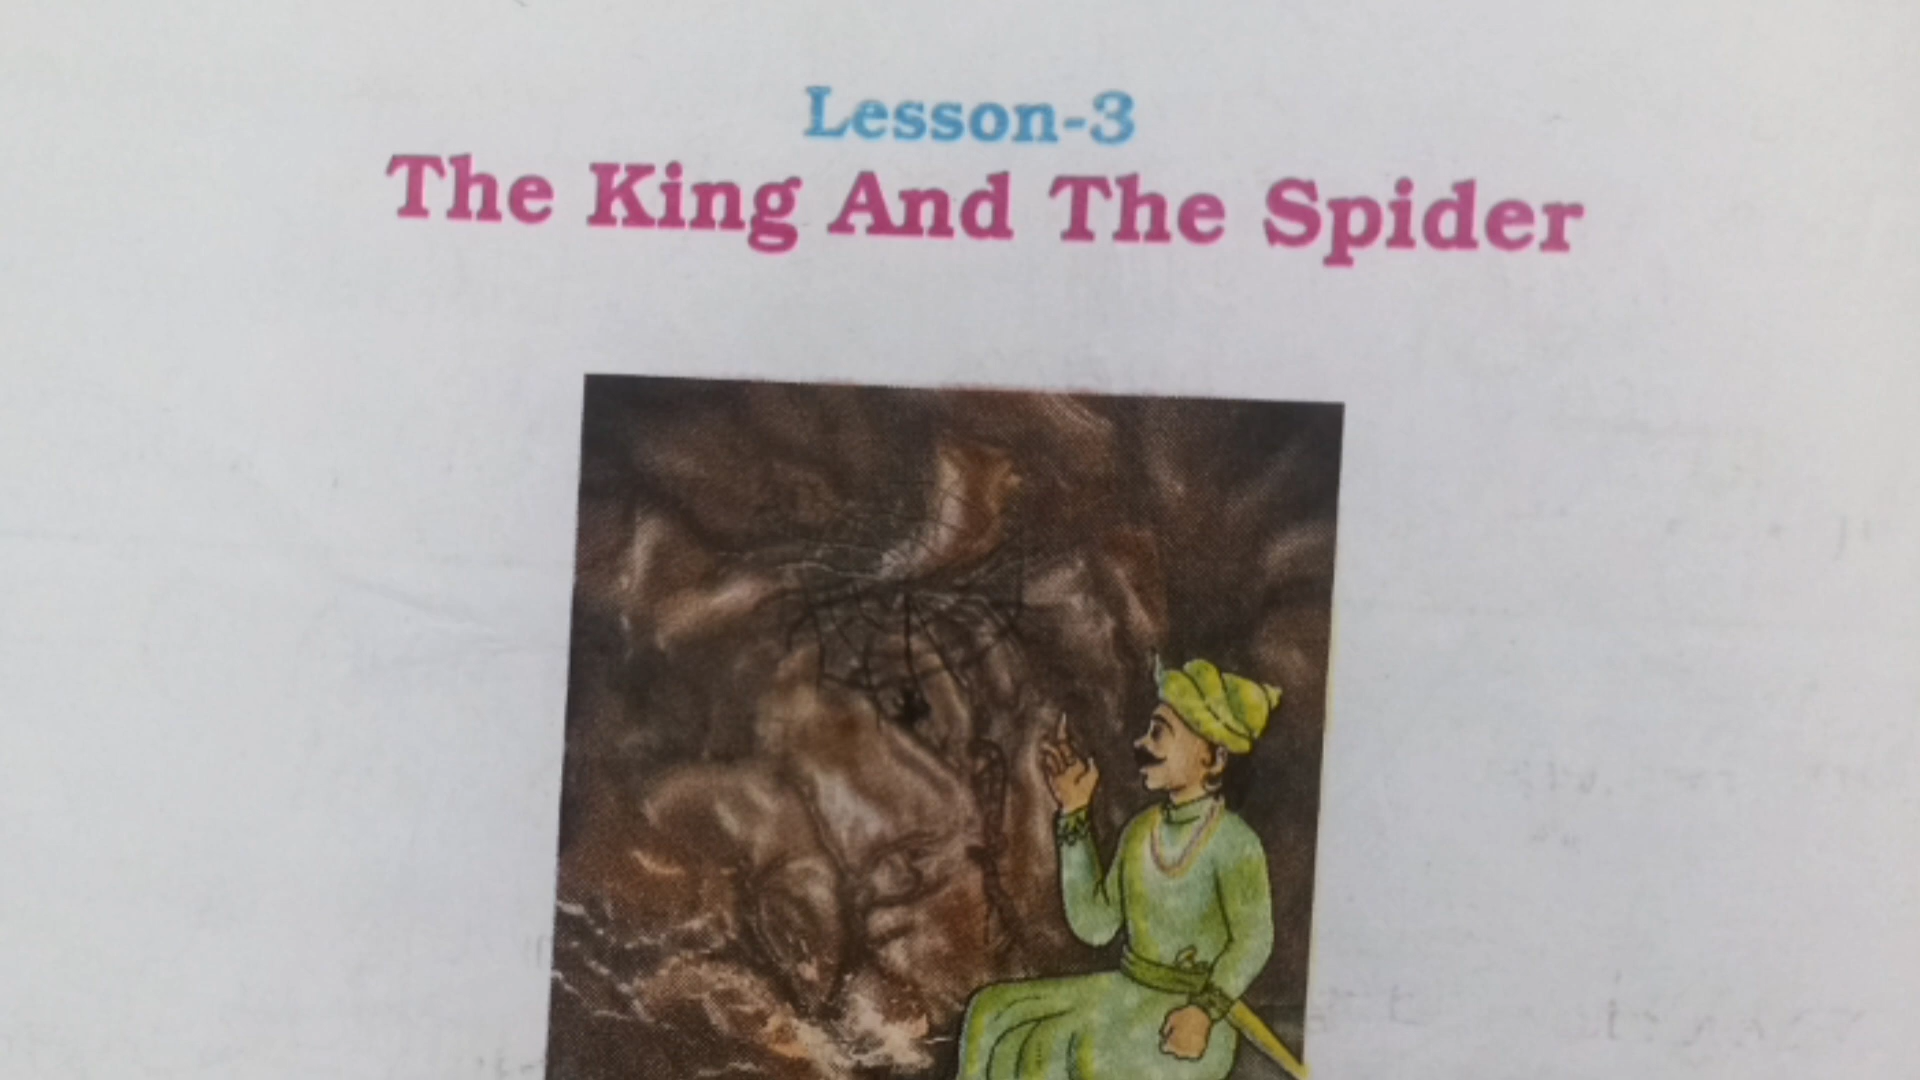 Lesson-3
The King And The Spider